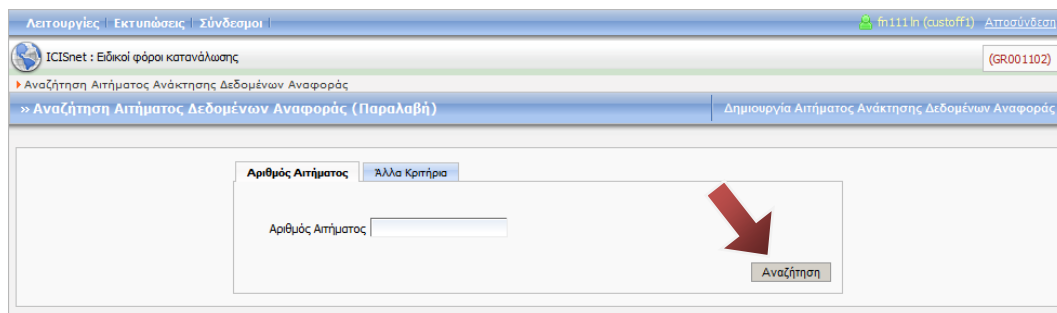 Λειτουργίες | Εκτυπώσεις | Σύνδεσμοι | fn111 ln (custoff1) Αποσύνδεση
ICISnet : Ειδικοί φόροι κατανάλωσης (GR001102)
Αναζήτηση Αιτήματος Ανάκτησης Δεδομένων Αναφοράς
» Αναζήτηση Αιτήματος Δεδομένων Αναφοράς (Παραλαβή) Δημιουργία Αιτήματος Ανάκτησης Δεδομένων Αναφοράς
Αριθμός Αιτήματος Άλλα Κριτήρια
Αριθμός Αιτήματος
Αναζήτηση